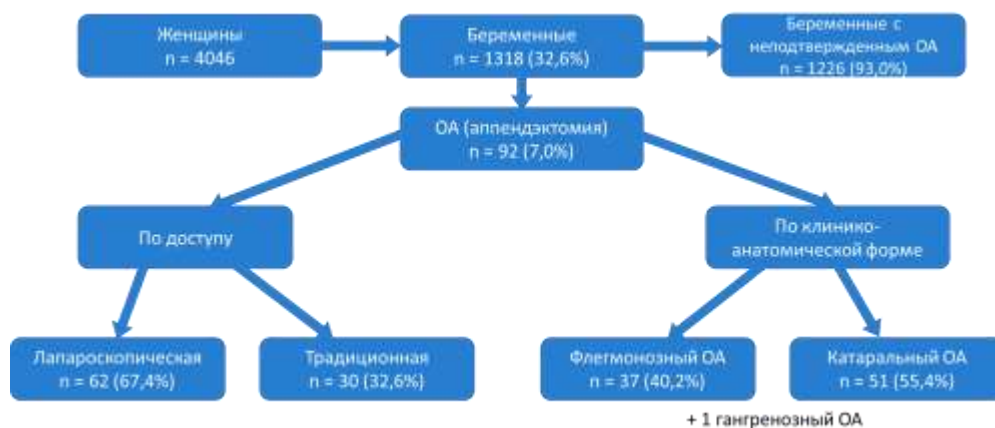 Женщины
n = 4046
Беременные
n = 1318 (32,6%)
Беременные с
неподтвержденным ОА
n = 1226 (93,0%)
ОА (аппендэктомия)
n = 92 (7,0%)
По доступу
По клинико-
анатомической форме
Лапароскопическая
n = 62 (67,4%)
Традиционная
n = 30 (32,6%)
Флегмонозный ОА
n = 37 (40,2%)
Катаральный ОА
n = 51 (55,4%)
+ 1 гангренозный ОА